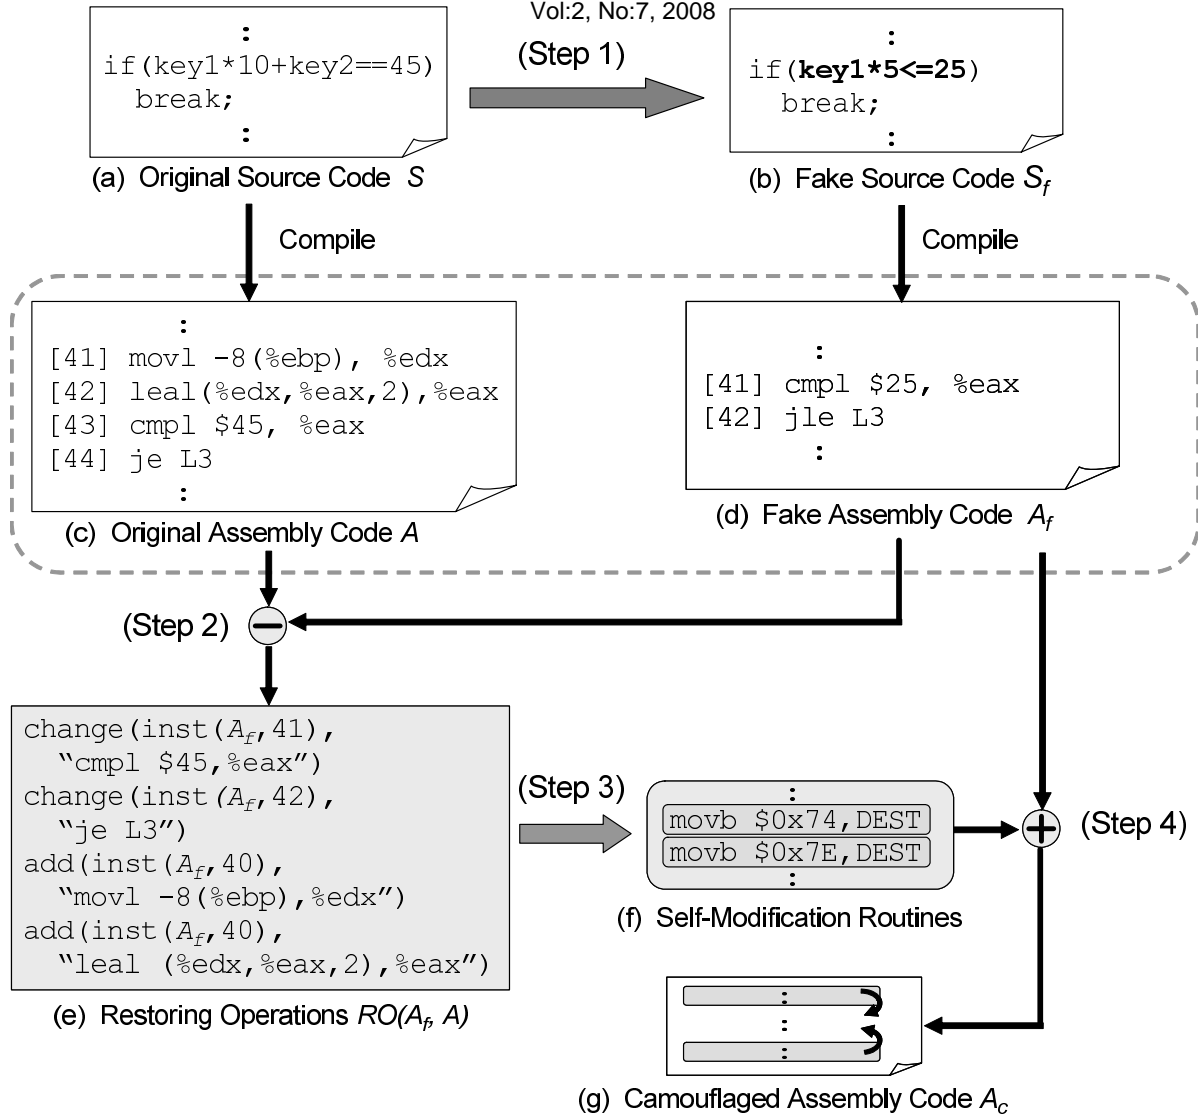 Vol:2, No:7, 2008
:
if(key1*10+key2==45)
break;
:
(a) Original Source Code S
(Step 1)
:
if(key1*5<=25)
break;
:
(b) Fake Source Code Sf
Compile
Compile
:
[41] movl -8(%ebp), %edx
[42] leal(%edx,%eax,2),%eax
[43] cmpl $45, %eax
[44] je L3
:
(c) Original Assembly Code A
:
[41] cmpl $25, %eax
[42] jle L3
:
(d) Fake Assembly Code Af
(Step 2)
−
change(inst(Af,41),
“cmpl $45,%eax”)
change(inst(Af,42),
“je L3”)
add(inst(Af,40),
“movl -8(%ebp),%edx”)
add(inst(Af,40),
“leal (%edx,%eax,2),%eax”)
(e) Restoring Operations RO(Af, A)
(Step 3)
:
movb $0x74,DEST
movb $0x7E,DEST
:
(f) Self-Modification Routines
+
(Step 4)
:
:
:
(g) Camouflaged Assembly Code Ac